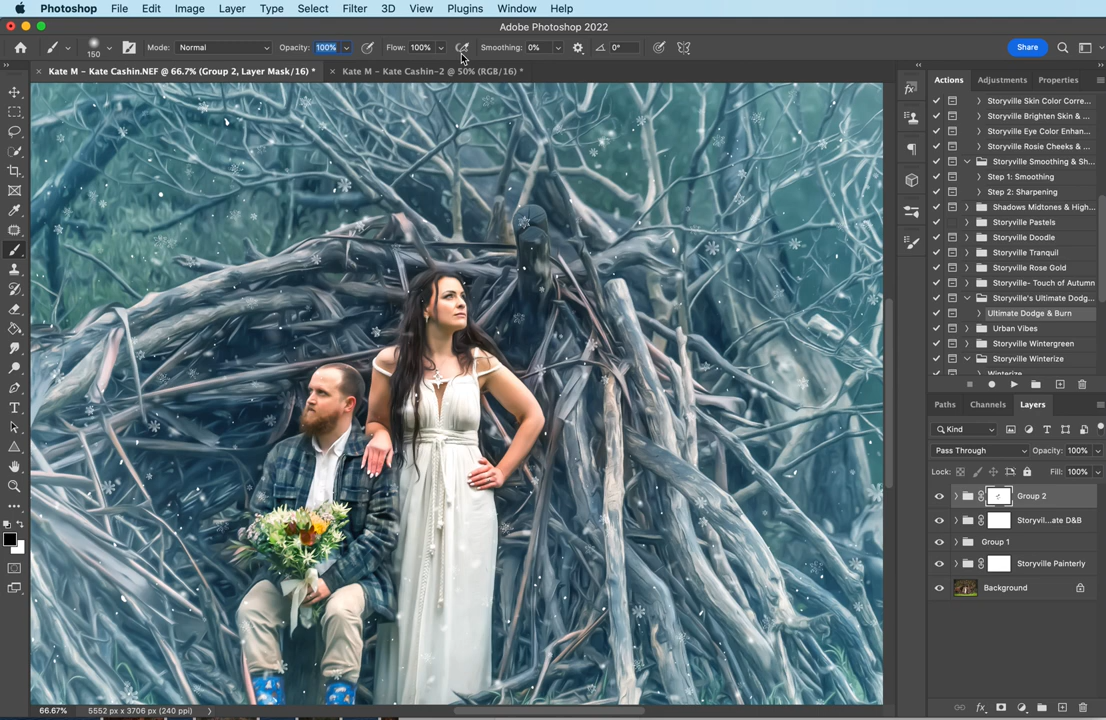 Photoshop File Edit Image Layer Type Select Filter 3D View Plugins Window Help
Adobe Photoshop 2022
150 Mode: Normal Opacity: 100% Flow: 100% Smoothing: 0% 0° Share
× Kate M – Kate Cashin.NEF @ 66.7% (Group 2, Layer Mask/16) * × Kate M – Kate Cashin-2 @ 50% (RGB/16) *
Actions Adjustments Properties
Storyville Skin Color Corre...
Storyville Brighten Skin & ...
Storyville Eye Color Enhan...
Storyville Rosie Cheeks & ...
Storyville Smoothing & Sh...
Step 1: Smoothing
Step 2: Sharpening
Shadows Midtones & High...
Storyville Pastels
Storyville Doodle
Storyville Tranquil
Storyville Rose Gold
Storyville- Touch of Autumn
Storyville's Ultimate Dodg...
Ultimate Dodge & Burn
Urban Vibes
Storyville Wintergreen
Storyville Winterize
Winterize
Paths Channels Layers
Kind
Pass Through Opacity: 100%
Lock: Fill: 100%
Group 2
Storyvil...ate D&B
Group 1
Storyville Painterly
Background
66.67% 5552 px x 3706 px (240 ppi)